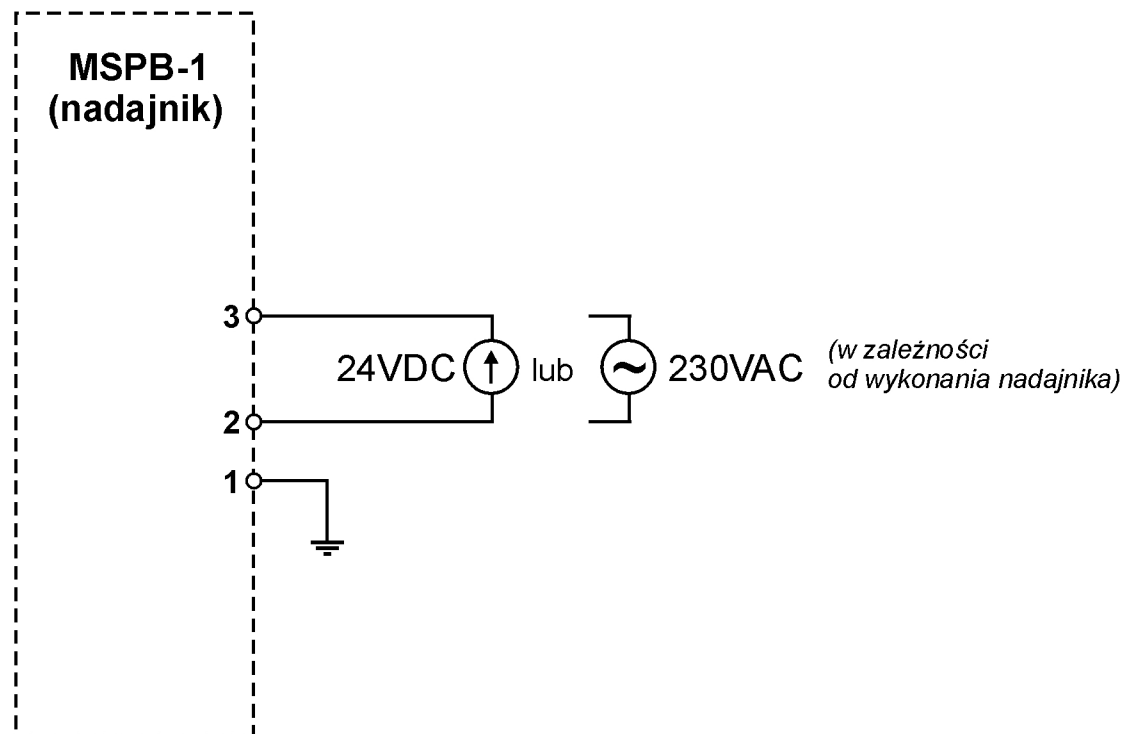 MSPB-1
(nadajnik)
3
24VDC lub 230VAC
(w zależności
od wykonania nadajnika)
2
1